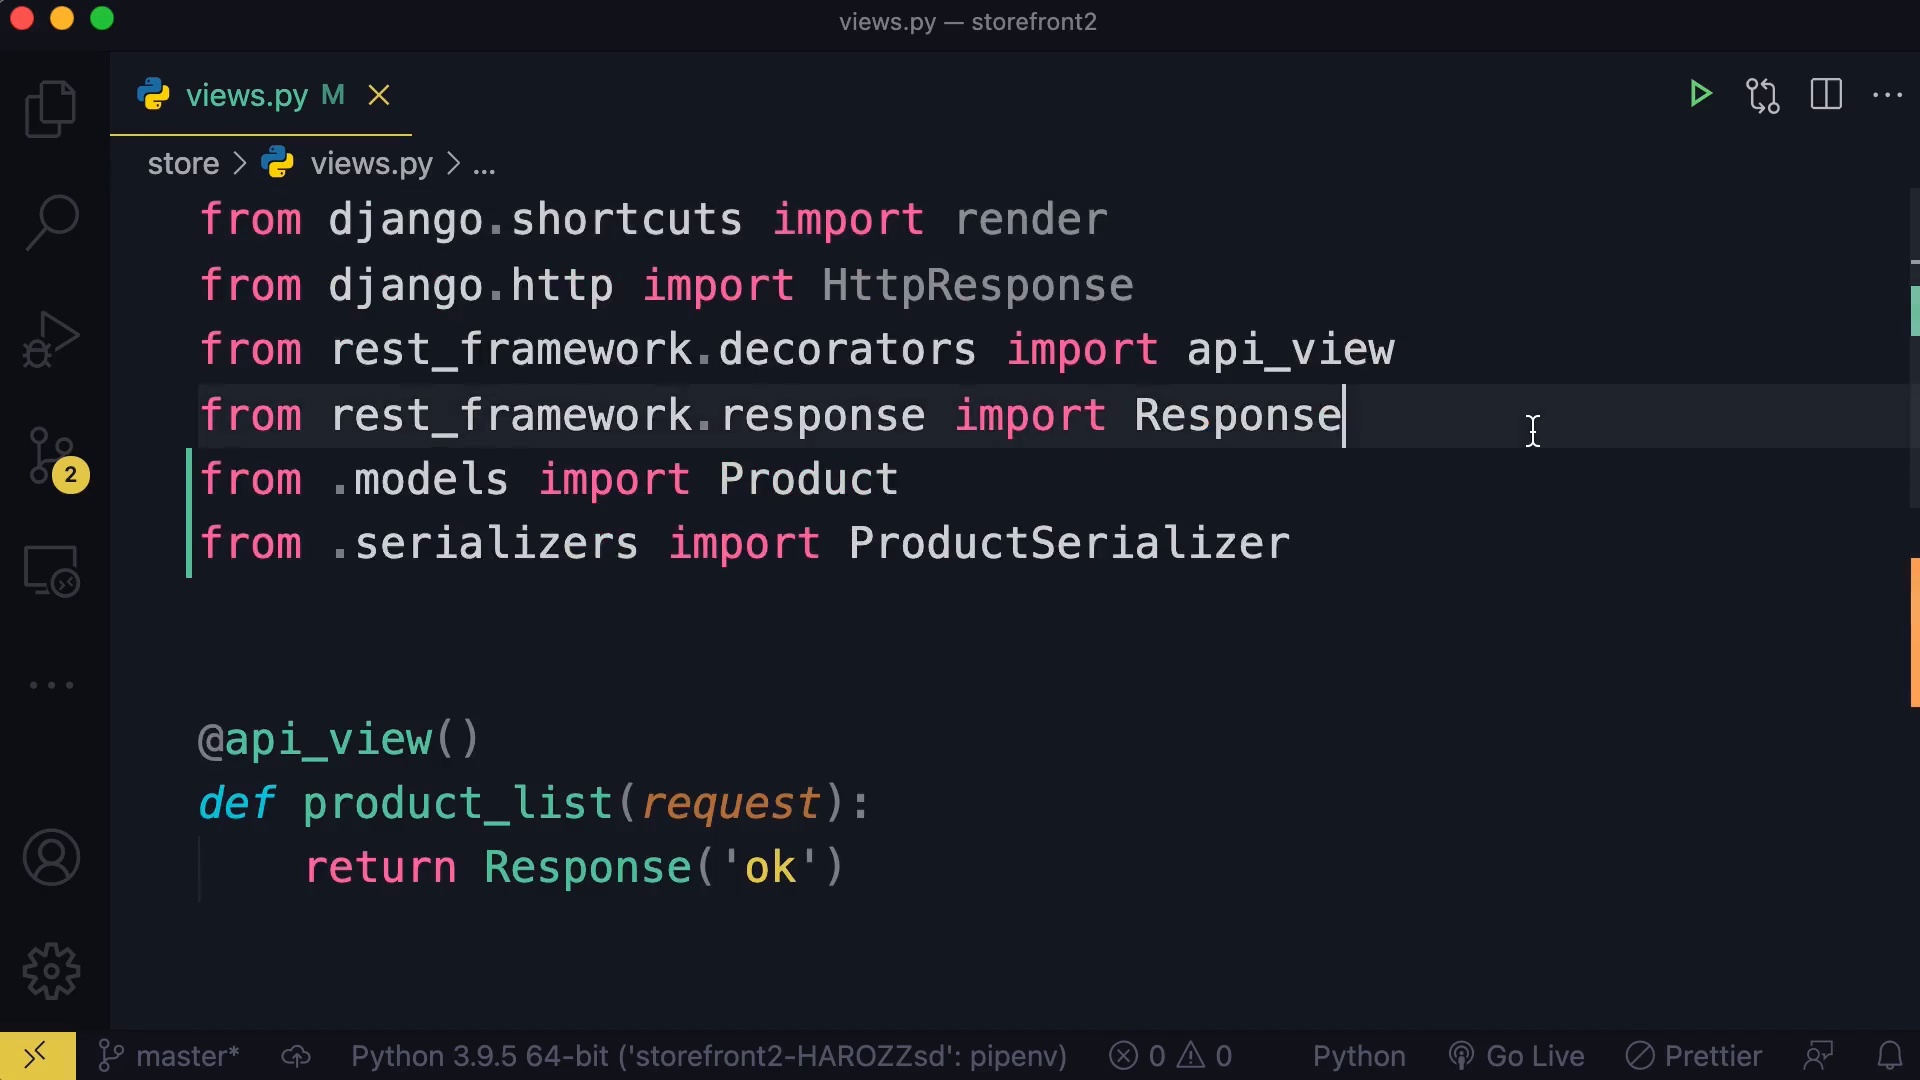 views.py — storefront2
views.py M
store > views.py > ...
from django.shortcuts import render
from django.http import HttpResponse
from rest_framework.decorators import api_view
from rest_framework.response import Response
from .models import Product
from .serializers import ProductSerializer
@api_view()
def product_list(request):
    return Response('ok')
2
master* Python 3.9.5 64-bit ('storefront2-HAROZZsd': pipenv) 0 0 Python Go Live Prettier